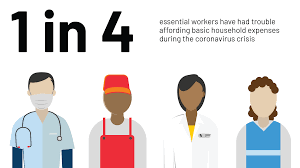 1 in 4
essential workers have had trouble
affording basic household expenses
during the coronavirus crisis